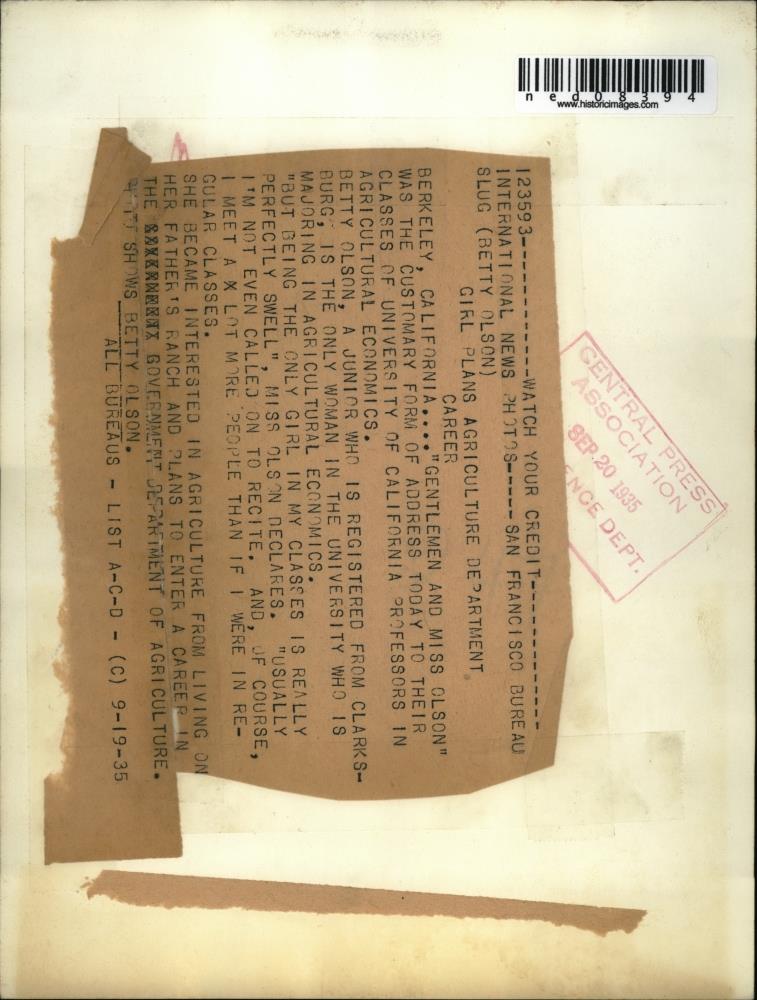 ned08394
www.historicimages.com
123593------------WATCH YOUR CREDIT--------------
INTERNATIONAL NEWS PHOTOS-----SAN FRANCISCO BUREAU
SLUG (BETTY OLSON)
GIRL PLANS AGRICULTURE DEPARTMENT
CAREER
BERKELEY, CALIFORNIA...."GENTLEMEN AND MISS OLSON"
WAS THE CUSTOMARY FORM OF ADDRESS TODAY TO THEIR
CLASSES OF UNIVERSITY OF CALIFORNIA PROFESSORS IN
AGRICULTURAL ECONOMICS.
BETTY OLSON, A JUNIOR WHO IS REGISTERED FROM CLARKS-
BURG, IS THE ONLY WOMAN IN THE UNIVERSITY WHO IS
MAJORING IN AGRICULTURAL ECONOMICS.
"BUT BEING THE ONLY GIRL IN MY CLASSES IS REALLY
PERFECTLY SWELL", MISS OLSON DECLARES. "USUALLY
I'M NOT EVEN CALLED ON TO RECITE. AND, OF COURSE,
I MEET A X LOT MORE PEOPLE THAN IF I WERE IN RE-
GULAR CLASSES.
SHE BECAME INTERESTED IN AGRICULTURE FROM LIVING ON
HER FATHER'S RANCH AND PLANS TO ENTER A CAREER IN
THE GOVERNMENT DEPARTMENT OF AGRICULTURE.
PHOTO SHOWS BETTY OLSON.
ALL BUREAUS - LIST A-C-D - (C) 9-19-35
CENTRAL PRESS
ASSOCIATION
SEP 20 1935
ENCE DEPT.